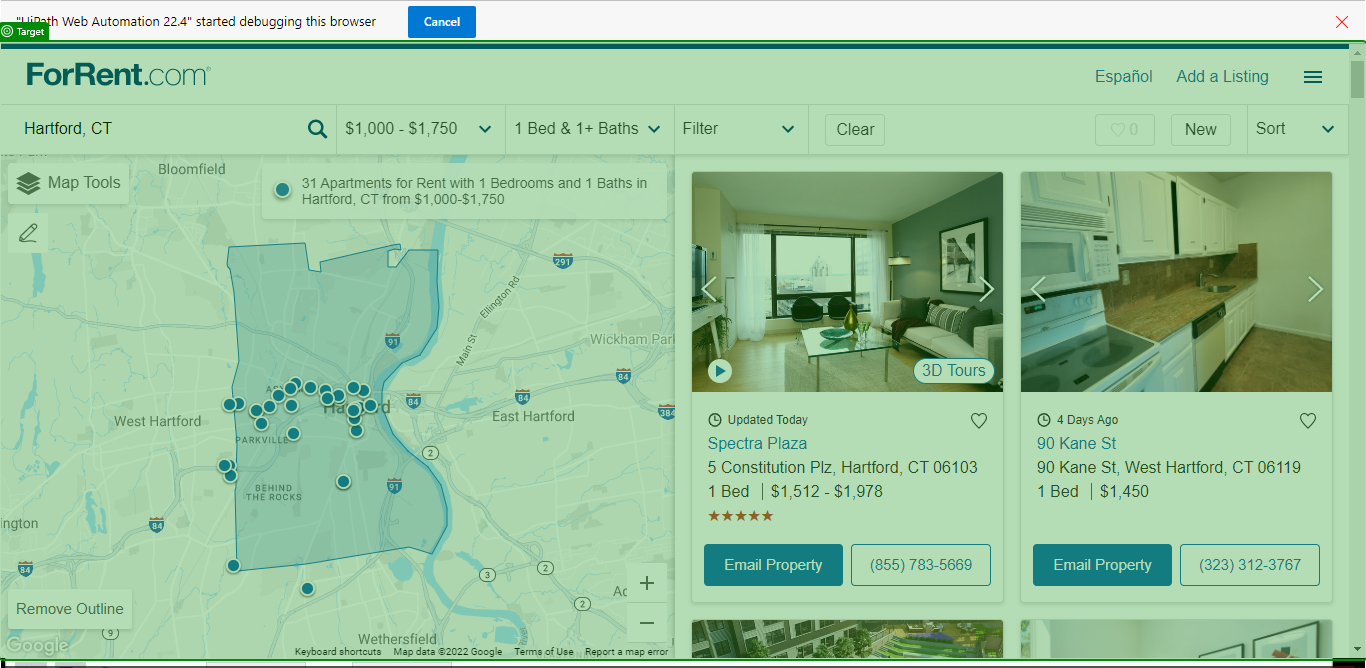 "UiPath Web Automation 22.4" started debugging this browser
Cancel
Target
ForRent.com
Español
Add a Listing
Hartford, CT
$1,000 - $1,750
1 Bed & 1+ Baths
Filter
Clear
0
New
Sort
Map Tools
31 Apartments for Rent with 1 Bedrooms and 1 Baths in
Hartford, CT from $1,000-$1,750
Bloomfield
291
Ellington Rd
Main St
91
Wickham Park
84
84
84
384
West Hartford
East Hartford
PARKVILLE
2
BEHIND
THE ROCKS
91
ington
84
84
3
2
2
9
Wethersfield
Remove Outline
Google
Keyboard shortcuts
Map data ©2022 Google
Terms of Use
Report a map error
3D Tours
Updated Today
Spectra Plaza
5 Constitution Plz, Hartford, CT 06103
1 Bed | $1,512 - $1,978
★★★★★
Email Property
(855) 783-5669
4 Days Ago
90 Kane St
90 Kane St, West Hartford, CT 06119
1 Bed | $1,450
Email Property
(323) 312-3767